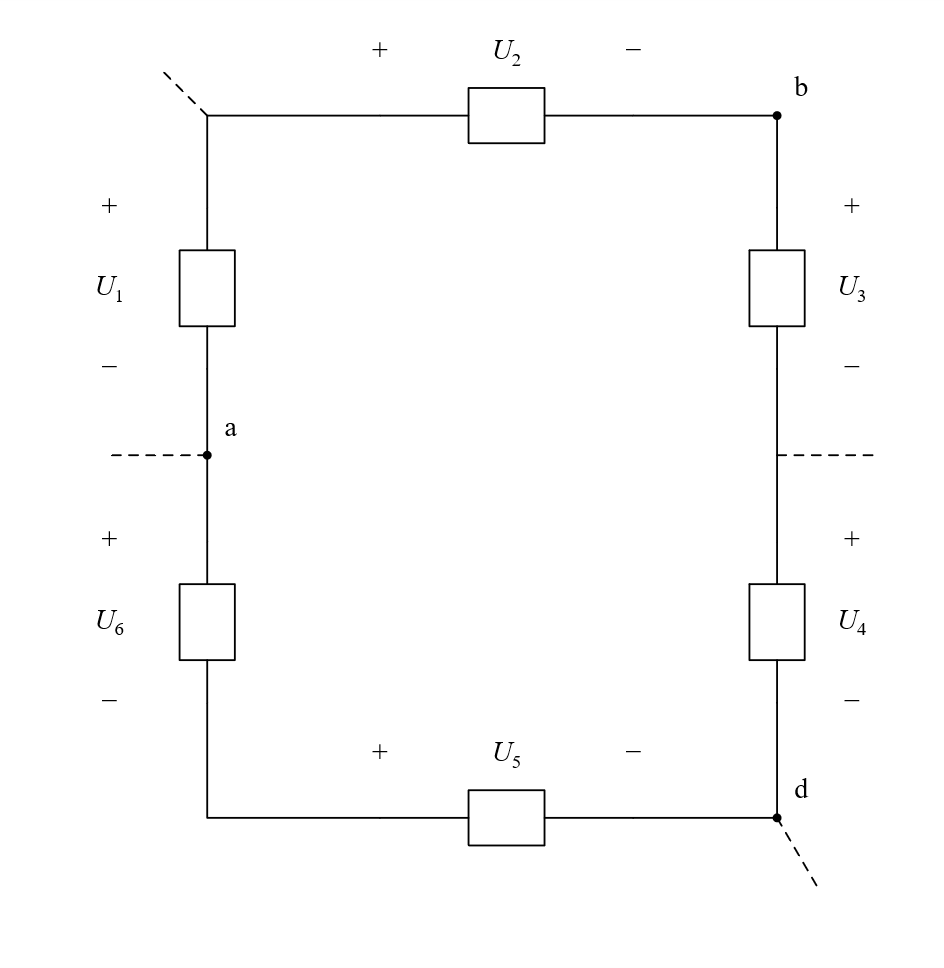 + U₂ −
b
+ +
U₁ U₃
− −
a
+ +
U₆ U₄
− −
+ U₅ −
d